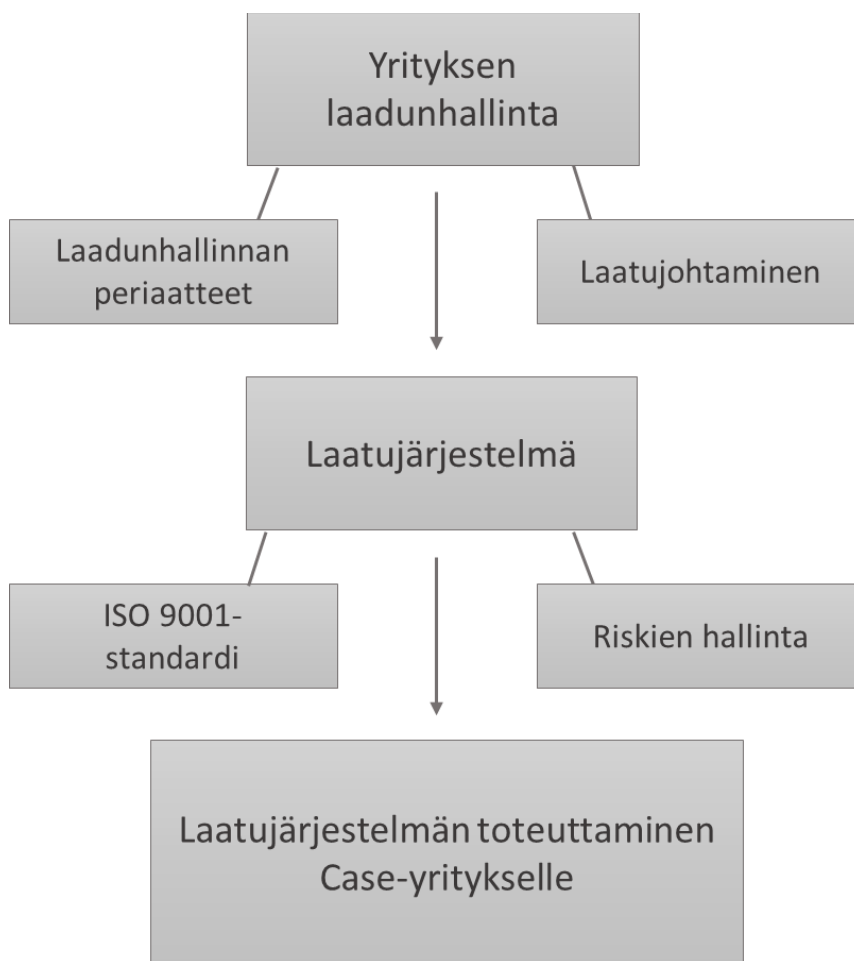 Yrityksen
laadunhallinta
Laadunhallinnan
periaatteet
Laatujohtaminen
Laatujärjestelmä
ISO 9001-
standardi
Riskien hallinta
Laatujärjestelmän toteuttaminen
Case-yritykselle